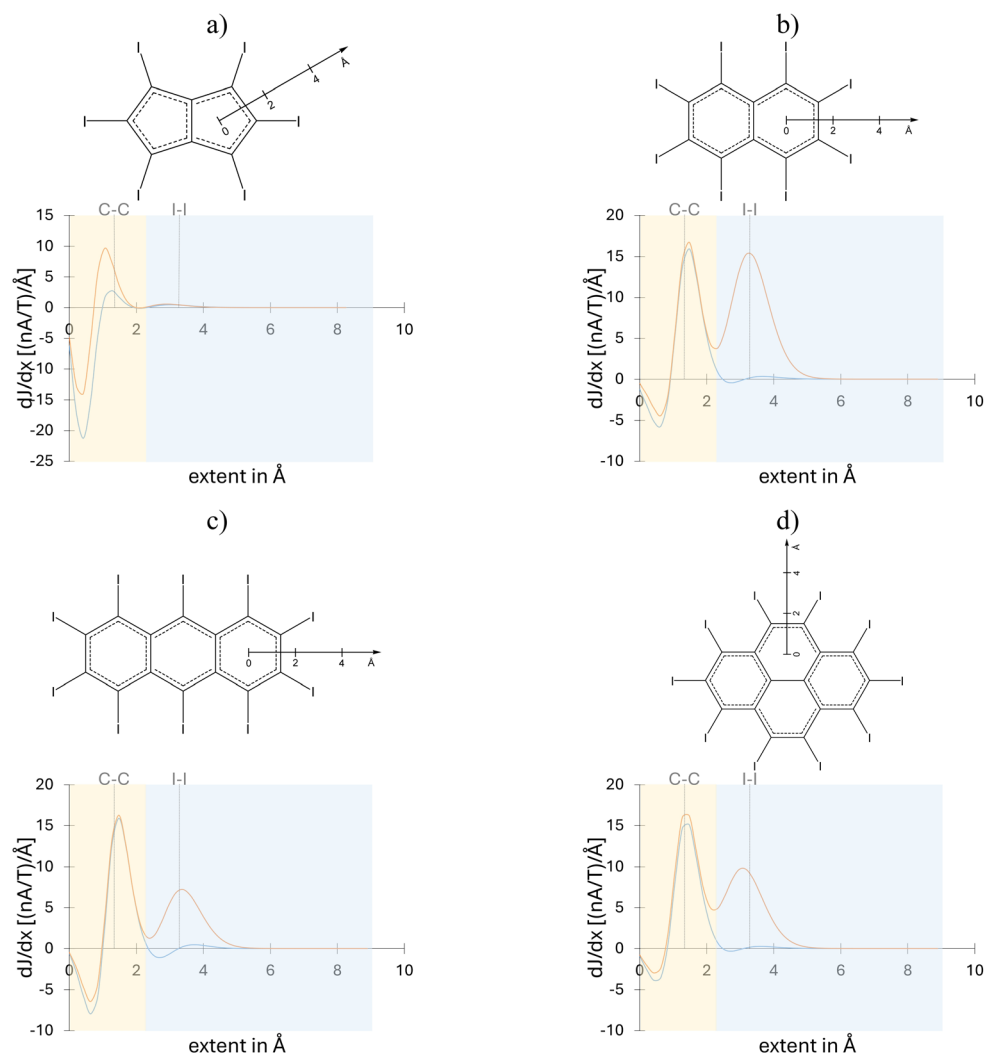 a)
I I
Å
4
2
0
I I
I I
C-C I-I
15
10
5
0
-5
-10
-15
-20
-25
0 2 4 6 8 10
dJ/dx [(nA/T)/Å]
extent in Å
b)
I I
I I
0 2 4 Å
I I
I I
C-C I-I
20
15
10
5
0
-5
-10
0 2 4 6 8 10
dJ/dx [(nA/T)/Å]
extent in Å
c)
I I I
I I
0 2 4 Å
I I
I I I
C-C I-I
20
15
10
5
0
-5
-10
0 2 4 6 8 10
dJ/dx [(nA/T)/Å]
extent in Å
d)
Å
4
2
0
I I
I I
I I
I I
I I
C-C I-I
20
15
10
5
0
-5
-10
0 2 4 6 8 10
dJ/dx [(nA/T)/Å]
extent in Å